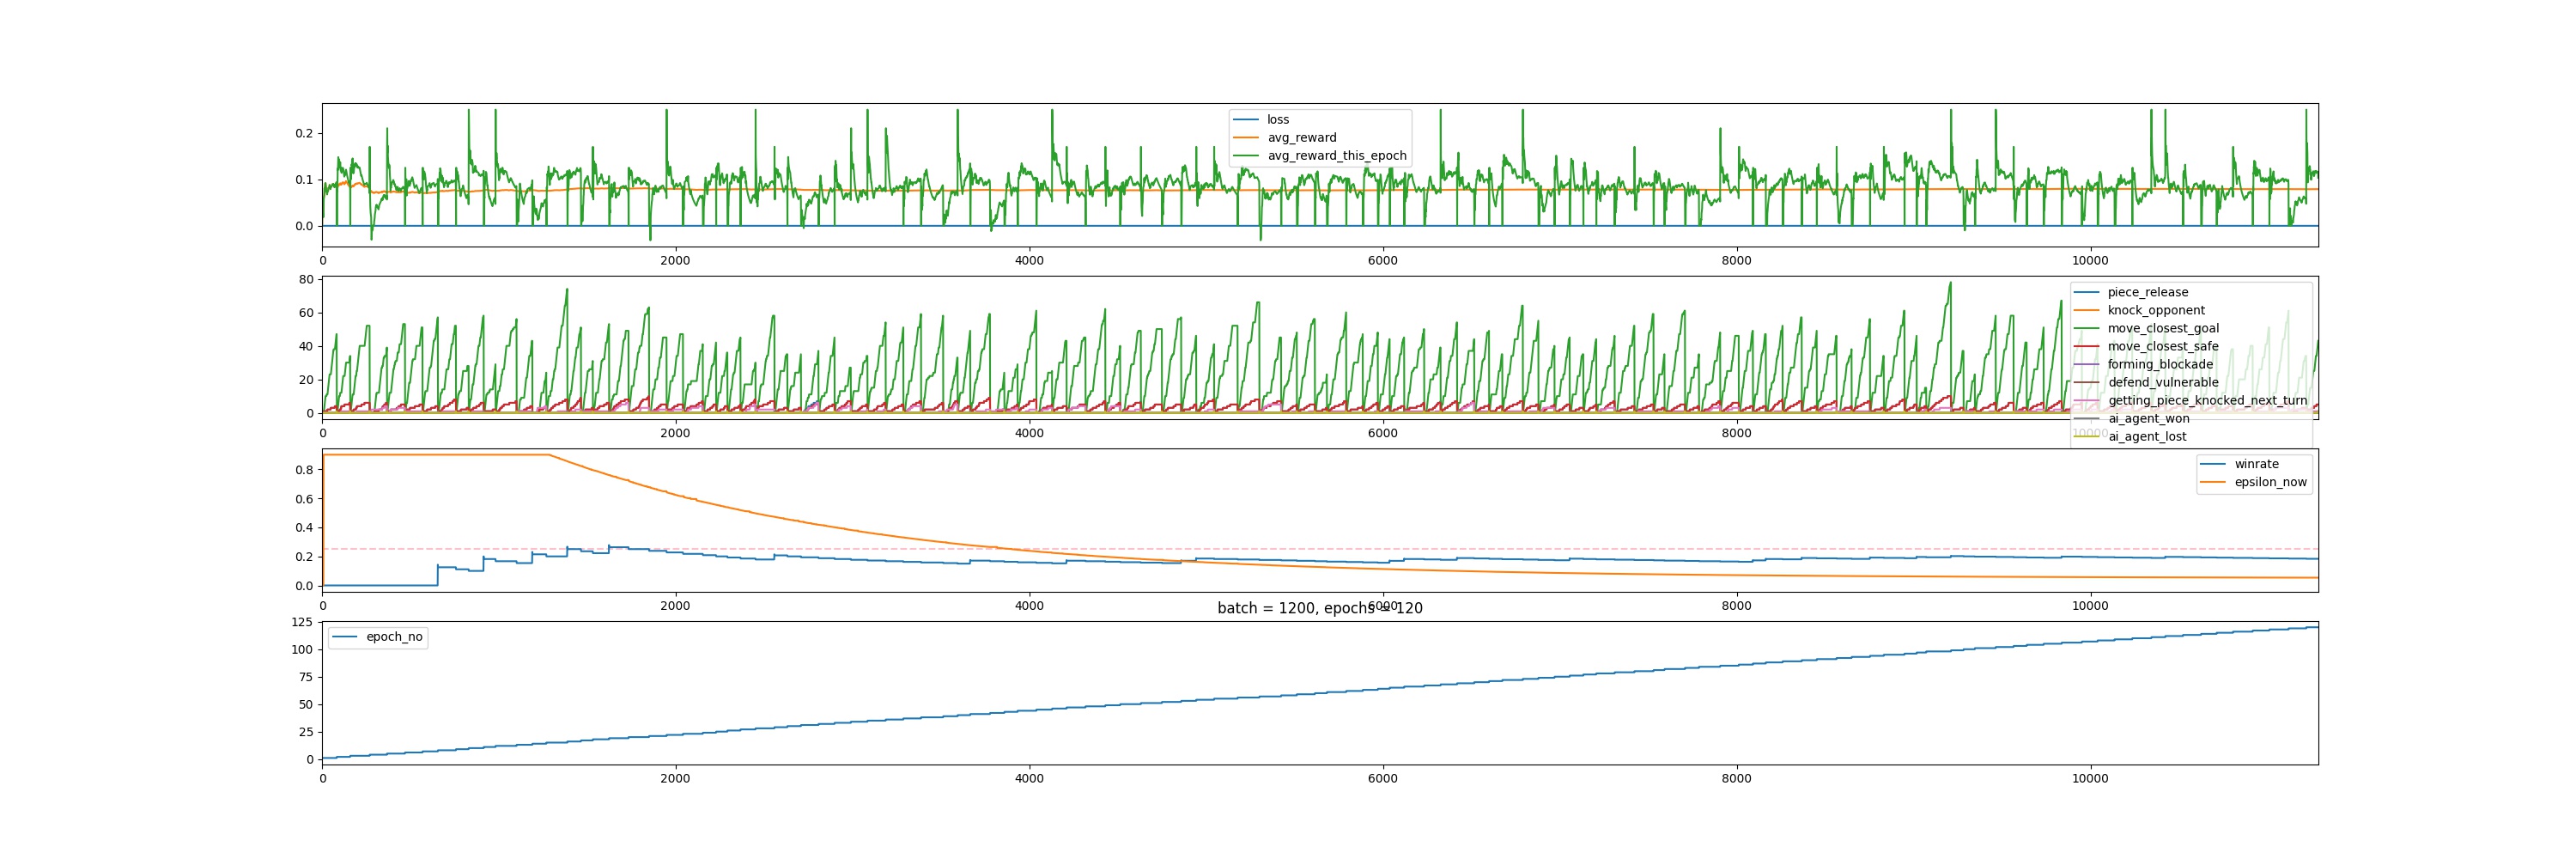 0.2
0.1
0.0
loss
avg_reward
avg_reward_this_epoch
0 2000 4000 6000 8000 10000
80
60
40
20
0
piece_release
knock_opponent
move_closest_goal
move_closest_safe
forming_blockade
defend_vulnerable
getting_piece_knocked_next_turn
ai_agent_won
ai_agent_lost
0 2000 4000 6000 8000 10000
0.8
0.6
0.4
0.2
0.0
winrate
epsilon_now
0 2000 4000 6000 8000 10000
batch = 1200, epochs = 120
125
100
75
50
25
0
epoch_no
0 2000 4000 6000 8000 10000